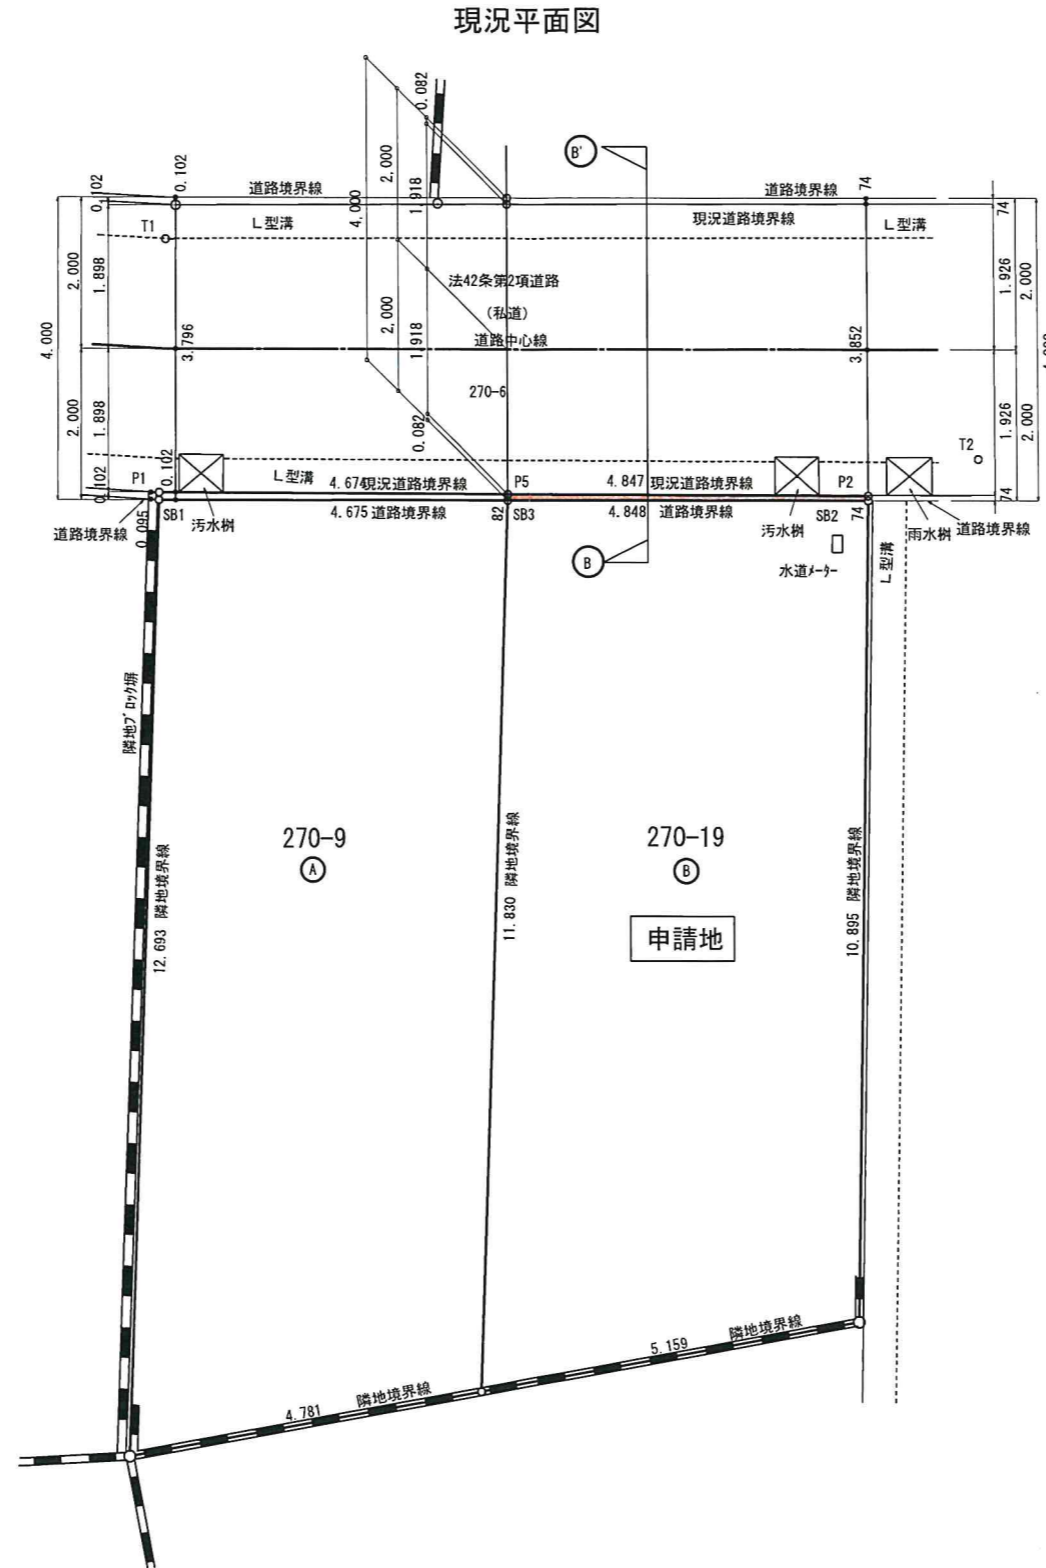 現況平面図
B'
0.082
2,000
4,000
1.918
0.102
0.102
道路境界線
道路境界線
74
74
現況道路境界線
T1
L型溝
L型溝
法42条第2項道路
(私道)
道路中心線
270-6
4.000
2,000
1.898
3.796
2,000
1.918
3.852
1.926
2,000
2,000
1.898
0.082
1.926
2,000
T2
0.102
0.102
P1
L型溝
4.674現況道路境界線
P5
4.847 現況道路境界線
P2
74
SB1
4.675 道路境界線
82
SB3
4.848 道路境界線
SB2
74
道路境界線
0.095
汚水桝
汚水桝
雨水桝
道路境界線
B
水道メーター
L型溝
隣地ブロック塀
270-9
A
270-19
B
申請地
12.693 隣地境界線
11.830 隣地境界線
10.895 隣地境界線
5.159
隣地境界線
4.781
隣地境界線